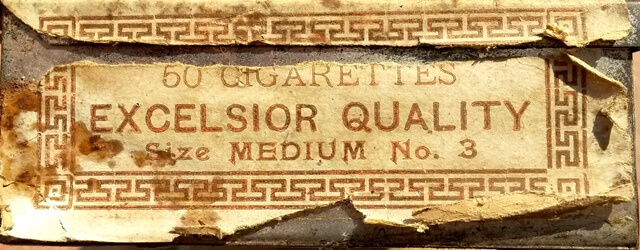 50 CIGARETTES
EXCELSIOR QUALITY
Size MEDIUM No. 3